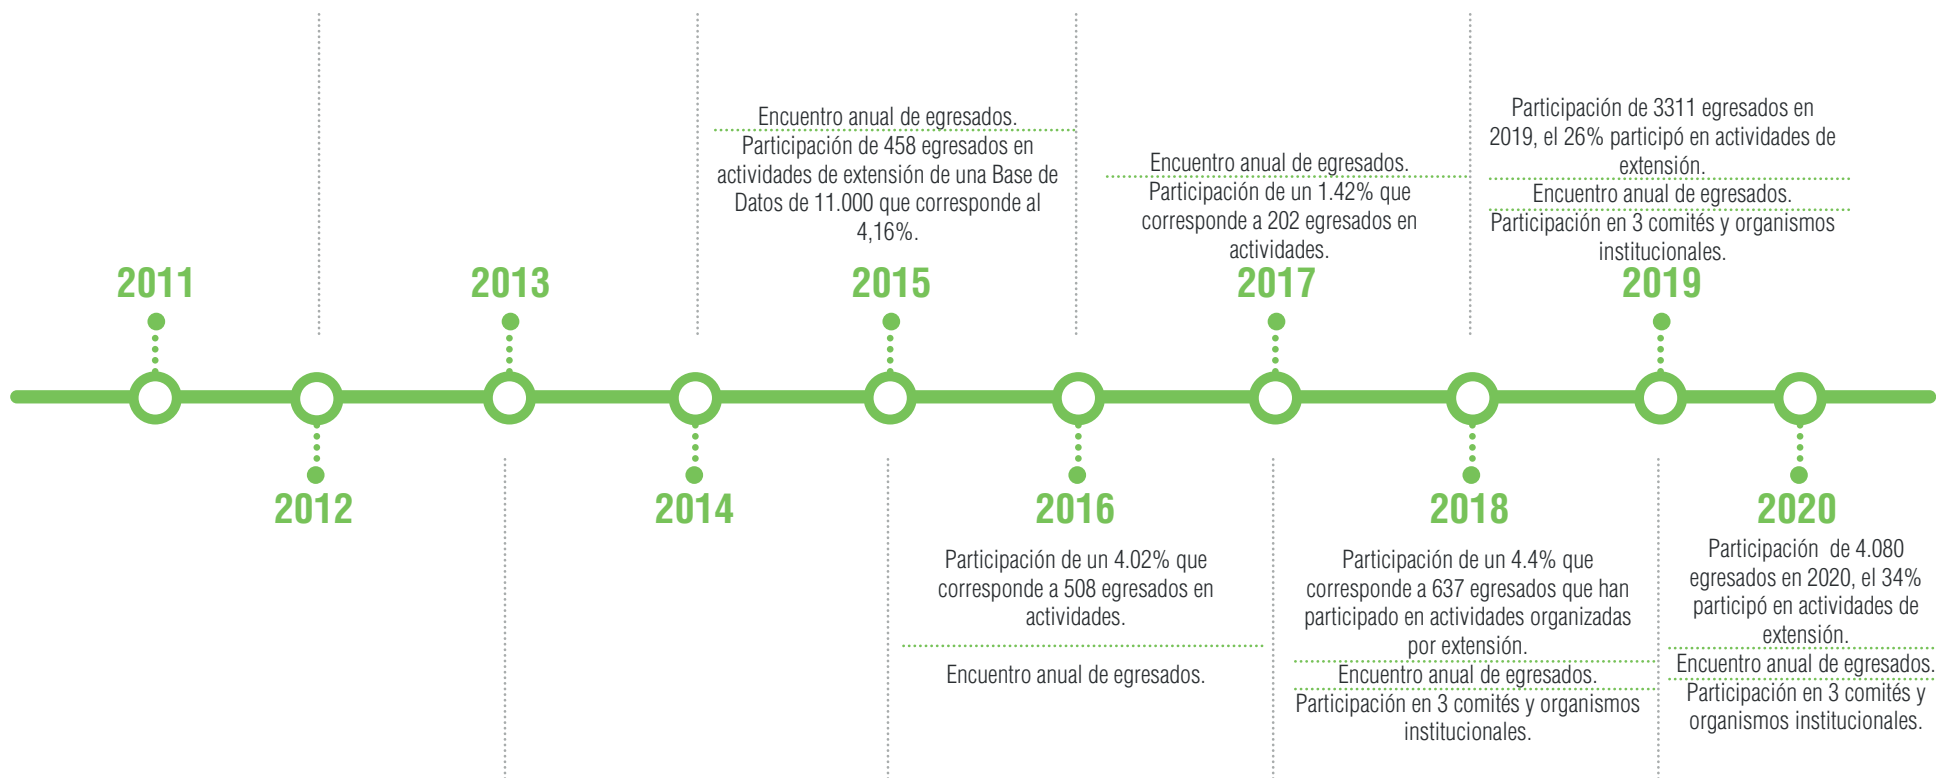 2011
2012
2013
2014
Encuentro anual de egresados.
Participación de 458 egresados en
actividades de extensión de una Base de
Datos de 11.000 que corresponde al
4,16%.
2015
2016
Participación de un 4.02% que
corresponde a 508 egresados en
actividades.
Encuentro anual de egresados.
Encuentro anual de egresados.
Participación de un 1.42% que
corresponde a 202 egresados en
actividades.
2017
2018
Participación de un 4.4% que
corresponde a 637 egresados que han
participado en actividades organizadas
por extensión.
Encuentro anual de egresados.
Participación en 3 comités y organismos
institucionales.
Participación de 3311 egresados en
2019, el 26% participó en actividades de
extensión.
Encuentro anual de egresados.
Participación en 3 comités y organismos
institucionales.
2019
2020
Participación de 4.080
egresados en 2020, el 34%
participó en actividades de
extensión.
Encuentro anual de egresados.
Participación en 3 comités y
organismos institucionales.